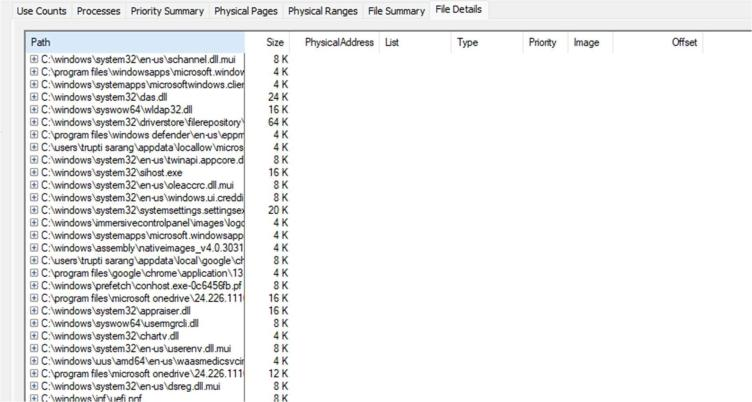 Use Counts Processes Priority Summary Physical Pages Physical Ranges File Summary File Details
Path Size PhysicalAddress List Type Priority Image Offset
C:\windows\system32\en-us\schannel.dll.mui 8 K
C:\program files\windowsapps\microsoft.window 4 K
C:\windows\systemapps\microsoftwindows.clier 4 K
C:\windows\system32\das.dll 24 K
C:\windows\syswow64\wldap32.dll 16 K
C:\windows\system32\driverstore\filerepository\ 64 K
C:\program files\windows defender\en-us\eppm 4 K
C:\users\trupti sarang\appdata\locallow\micros 4 K
C:\windows\system32\en-us\twinapi.appcore.d 8 K
C:\windows\system32\sihost.exe 16 K
C:\windows\system32\en-us\oleaccrc.dll.mui 8 K
C:\windows\system32\en-us\windows.ui.creddi 8 K
C:\windows\system32\systemsettings.settingsex 20 K
C:\windows\immersivecontrolpanel\images\logo 4 K
C:\windows\systemapps\microsoft.windowsapp 4 K
C:\windows\assembly\nativeimages_v4.0.3031 4 K
C:\users\trupti sarang\appdata\local\google\ch 8 K
C:\program files\google\chrome\application\13 4 K
C:\windows\prefetch\conhost.exe-0c6456fb.pf 8 K
C:\program files\microsoft onedrive\24.226.111 16 K
C:\windows\system32\appraiser.dll 16 K
C:\windows\syswow64\usermgrcli.dll 8 K
C:\windows\system32\chartv.dll 4 K
C:\windows\system32\en-us\userenv.dll.mui 8 K
C:\windows\uus\amd64\en-us\waasmedicsvcir 4 K
C:\program files\microsoft onedrive\24.226.111 12 K
C:\windows\system32\en-us\dsreg.dll.mui 8 K
C:\windows\inf\uefi.pnf 8 K